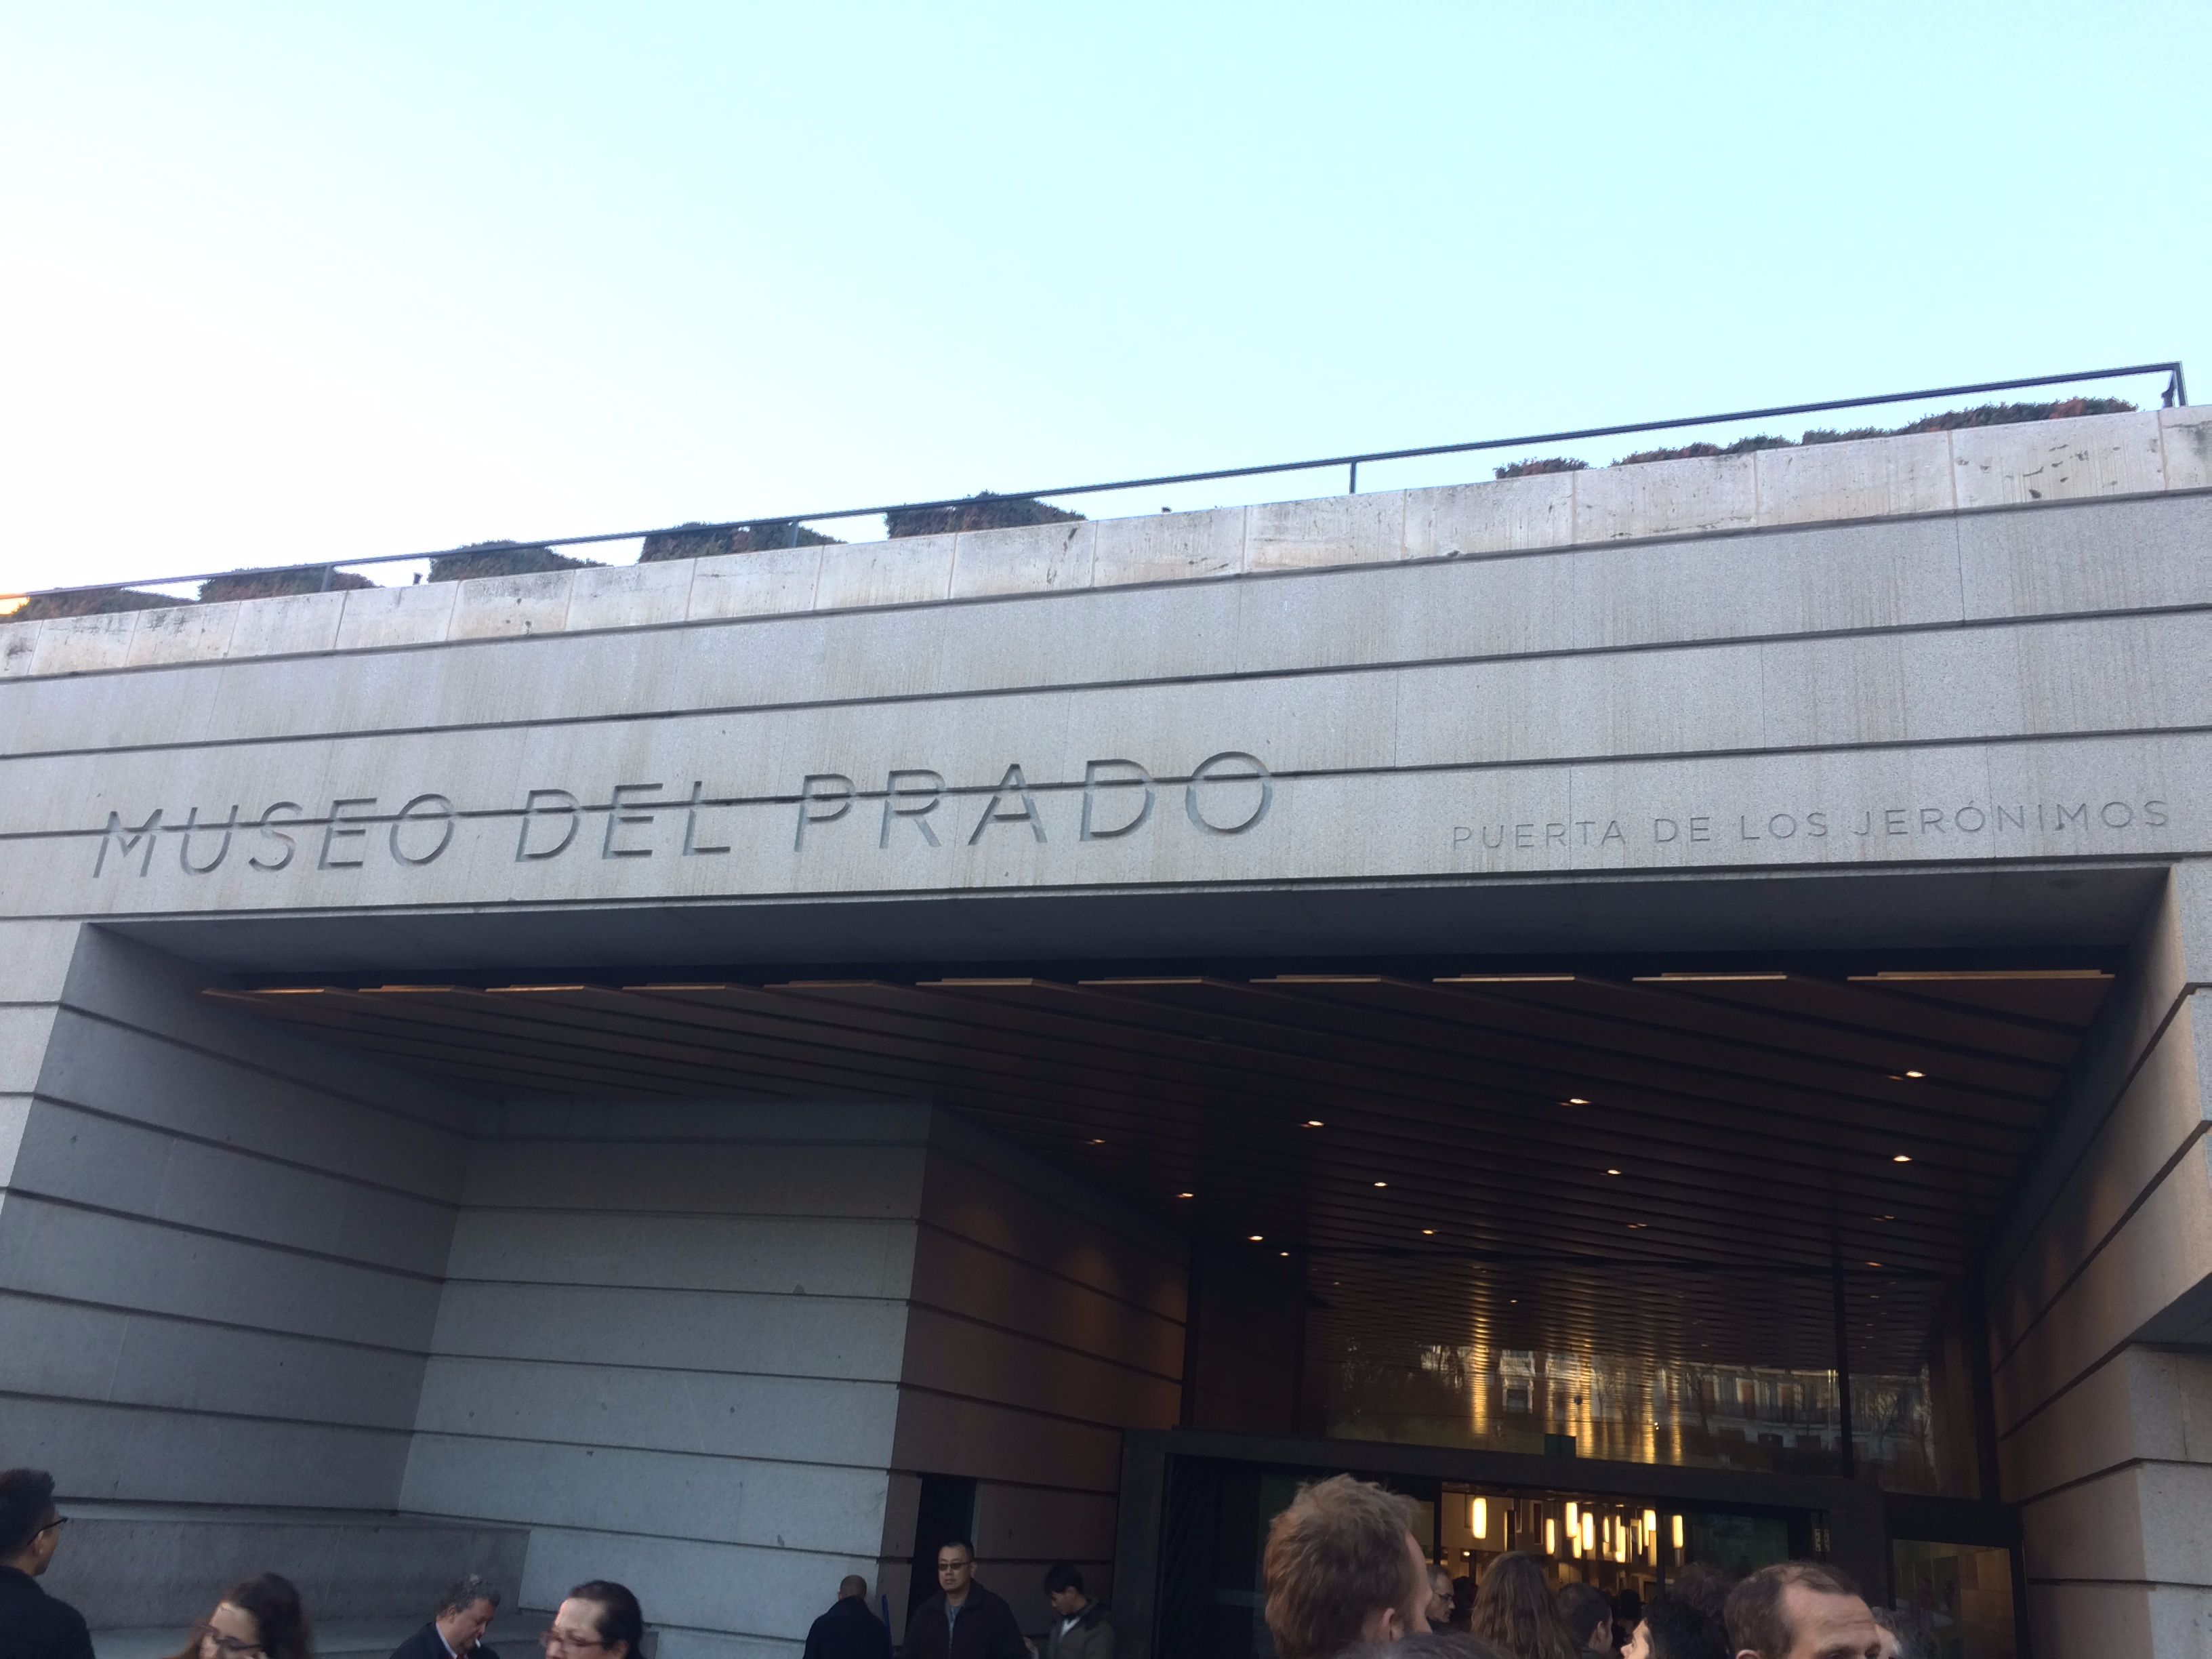 MUSEO DEL PRADO
PUERTA DE LOS JERÓNIMOS